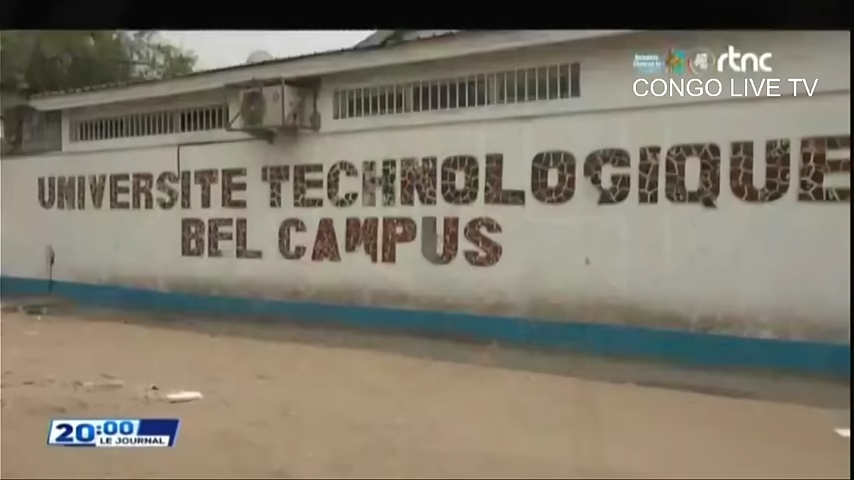 rtnc
CONGO LIVE TV
UNIVERSITE TECHNOLOGIQUE
BEL CAMPUS
20:00
LE JOURNAL